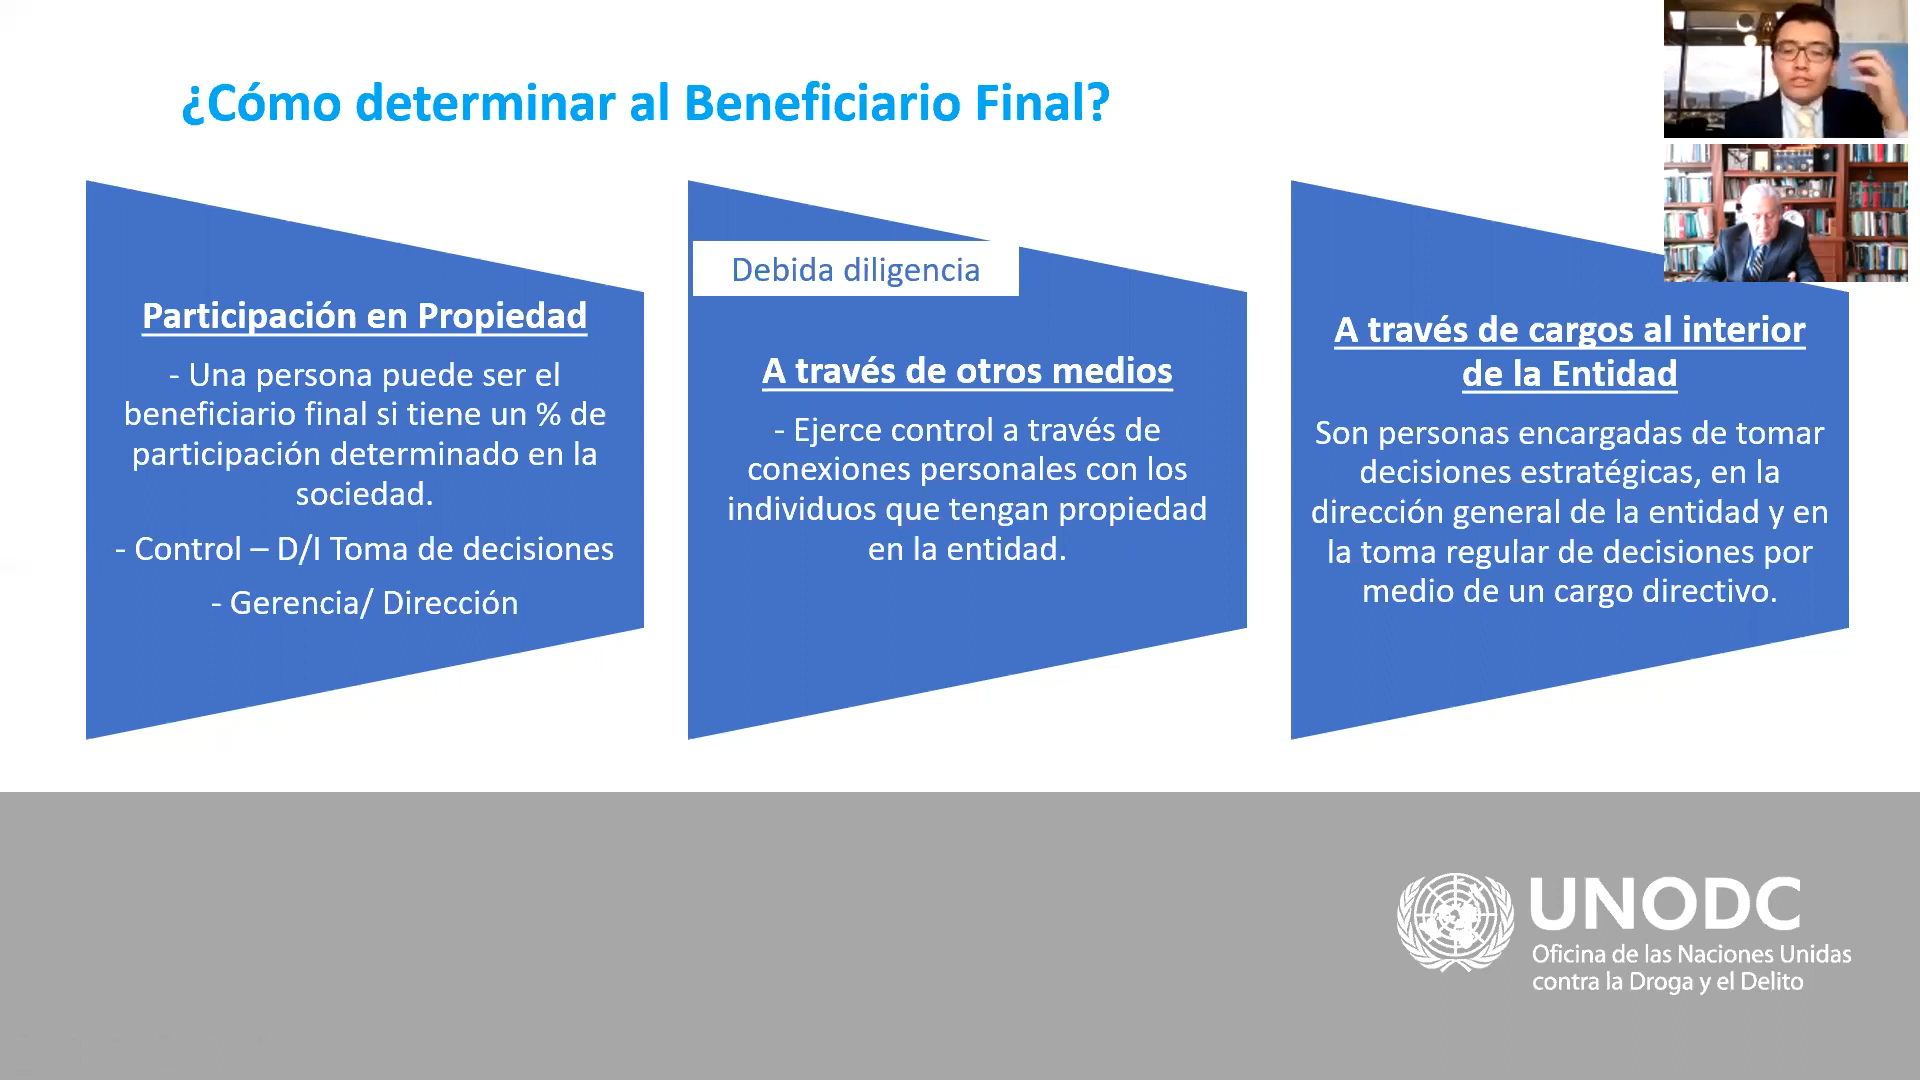 ¿Cómo determinar al Beneficiario Final?
Participación en Propiedad
- Una persona puede ser el
beneficiario final si tiene un % de
participación determinado en la
sociedad.
- Control – D/I Toma de decisiones
- Gerencia/ Dirección
Debida diligencia
A través de otros medios
- Ejerce control a través de
conexiones personales con los
individuos que tengan propiedad
en la entidad.
A través de cargos al interior
de la Entidad
Son personas encargadas de tomar
decisiones estratégicas, en la
dirección general de la entidad y en
la toma regular de decisiones por
medio de un cargo directivo.
UNODC
Oficina de las Naciones Unidas
contra la Droga y el Delito